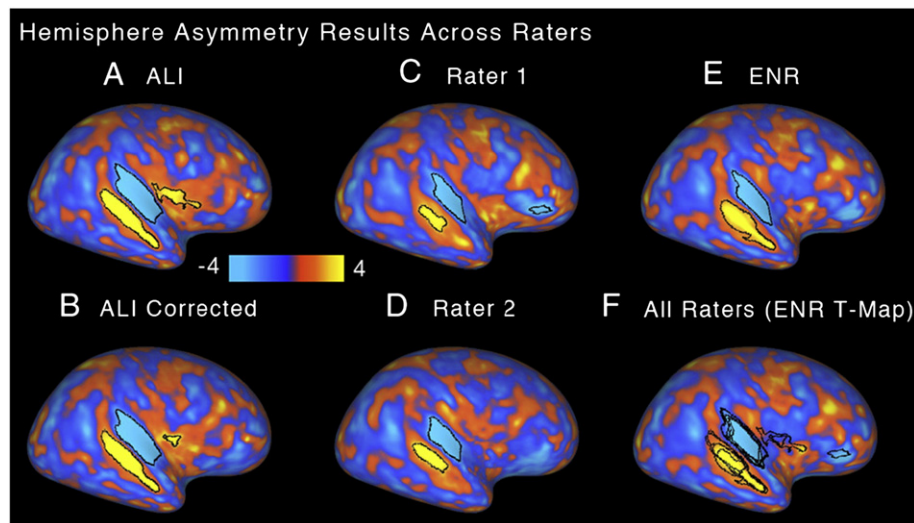 Hemisphere Asymmetry Results Across Raters
A ALI
C Rater 1
E ENR
-4 4
B ALI Corrected
D Rater 2
F All Raters (ENR T-Map)